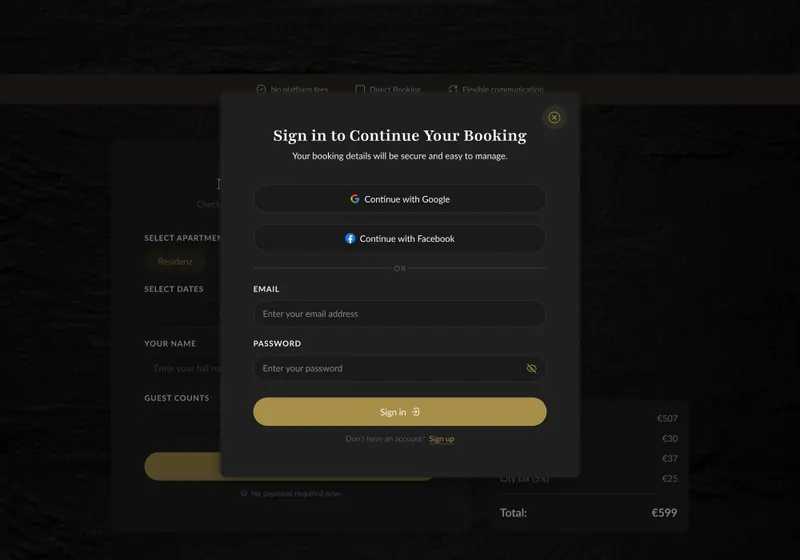 No platform fees
Direct Booking
Flexible communication
Sign in to Continue Your Booking
Your booking details will be secure and easy to manage.
Continue with Google
Continue with Facebook
OR
EMAIL
Enter your email address
PASSWORD
Enter your password
Sign in
Don't have an account? Sign up
SELECT
Residenz
SELECT DATES
YOUR NAME
Enter your full
GUEST COUNTS
No payment required now
€507
€30
€37
City tax (5%) €25
Total: €599